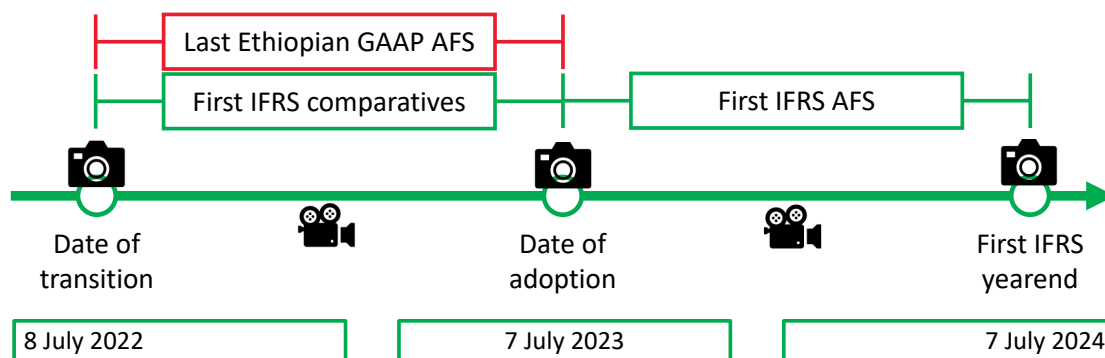 Last Ethiopian GAAP AFS
First IFRS comparatives
First IFRS AFS
Date of
transition
Date of
adoption
First IFRS
yearend
8 July 2022
7 July 2023
7 July 2024